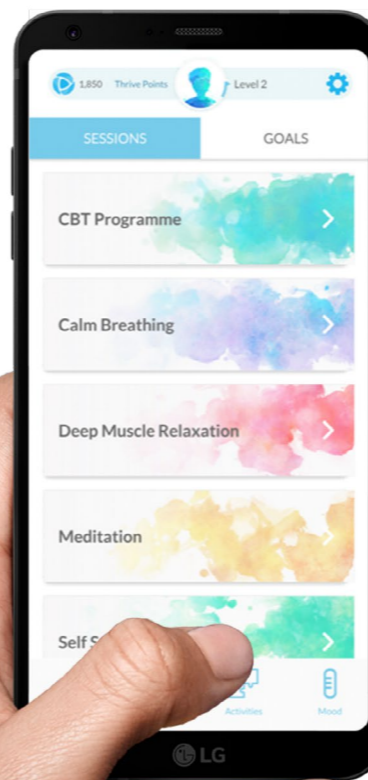 1,850 Thrive Points Level 2
SESSIONS GOALS
CBT Programme
Calm Breathing
Deep Muscle Relaxation
Meditation
Self
Activities Mood
LG